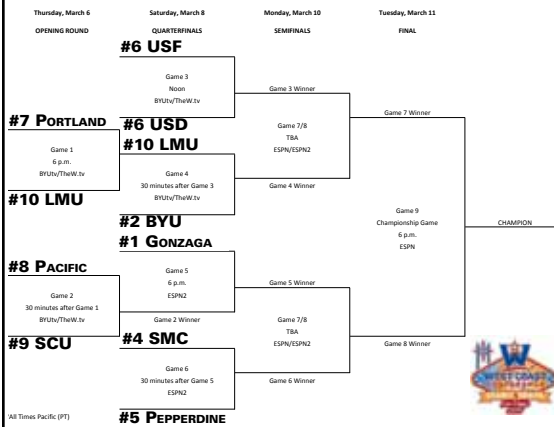 Thursday, March 6
Saturday, March 8
Monday, March 10
Tuesday, March 11
OPENING ROUND
QUARTERFINALS
SEMIFINALS
FINAL
#6 USF
Game 3
Noon
BYUtv/TheW.tv
Game 3 Winner
#7 PORTLAND
#6 USD
Game 7 Winner
#10 LMU
Game 1
6 p.m.
BYUtv/TheW.tv
Game 7/8
TBA
ESPN/ESPN2
Game 4
30 minutes after Game 3
BYUtv/TheW.tv
#10 LMU
Game 4 Winner
#2 BYU
Game 9
Championship Game
6 p.m.
ESPN
CHAMPION
#1 GONZAGA
#8 PACIFIC
Game 5
6 p.m.
ESPN2
Game 5 Winner
Game 2
30 minutes after Game 1
BYUtv/TheW.tv
Game 2 Winner
Game 7/8
TBA
ESPN/ESPN2
#9 SCU
#4 SMC
Game 8 Winner
Game 6
30 minutes after Game 5
ESPN2
Game 6 Winner
W
WEST COAST
*All Times Pacific (PT)
#5 PEPPERDINE